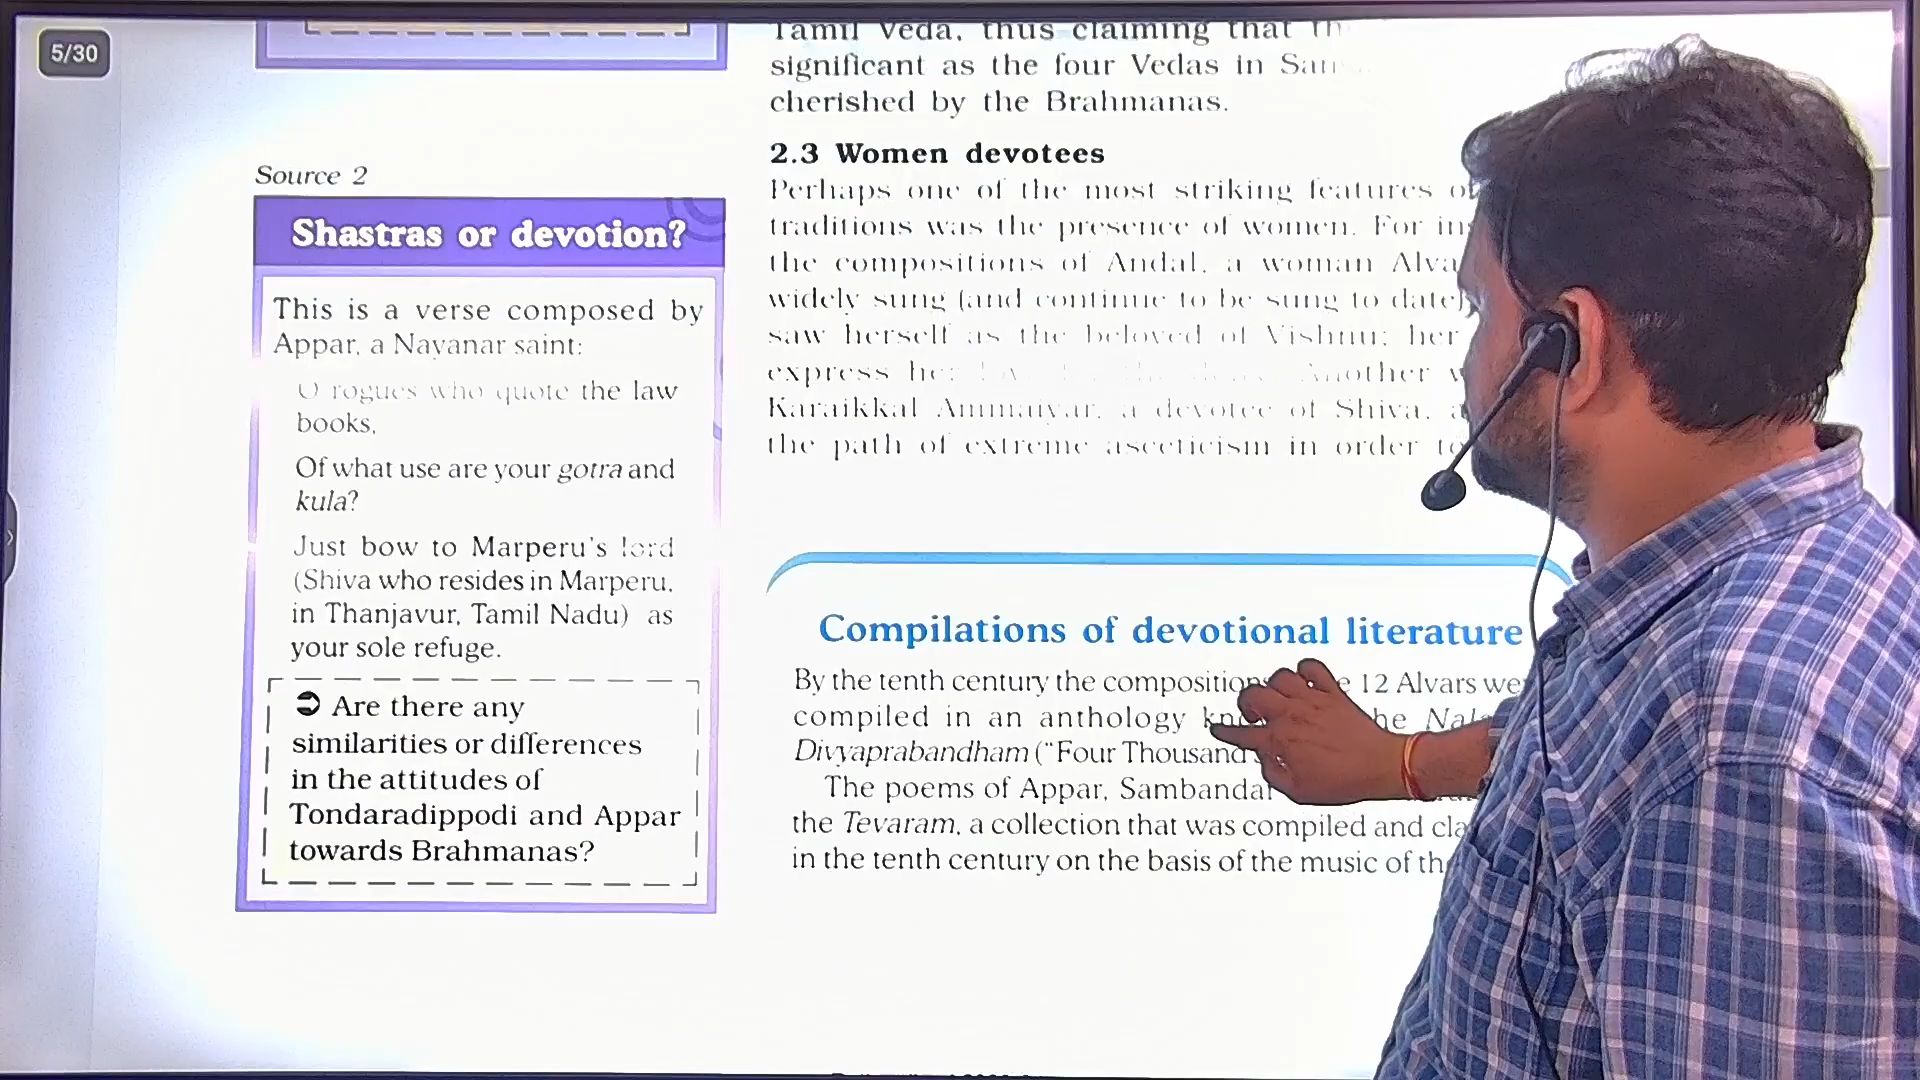 5/30
Source 2
Shastras or devotion?
This is a verse composed by
Appar, a Nayanar saint:
O rogues who quote the law
books,
Of what use are your gotra and
kula?
Just bow to Marperu's lord
(Shiva who resides in Marperu,
in Thanjavur, Tamil Nadu) as
your sole refuge.
➲ Are there any
similarities or differences
in the attitudes of
Tondaradippodi and Appar
towards Brahmanas?
Tamil Veda, thus claiming that
significant as the four Vedas in
cherished by the Brahmanas.
2.3 Women devotees
Perhaps one of the most striking features
traditions was the presence of women. For
the compositions of Andal, a woman
widely sung (and continue to be sung to date)
saw herself as the beloved of Vishnu; her
express her
Karaikkal Ammaiyar, a devotee of Shiva,
the path of extreme asceticism in order to
Compilations of devotional literature
By the tenth century the compositions 12 Alvars
compiled in an anthology
Divyaprabandham ("Four Thousand
The poems of Appar, Sambandar
the Tevaram, a collection that was compiled and
in the tenth century on the basis of the music of